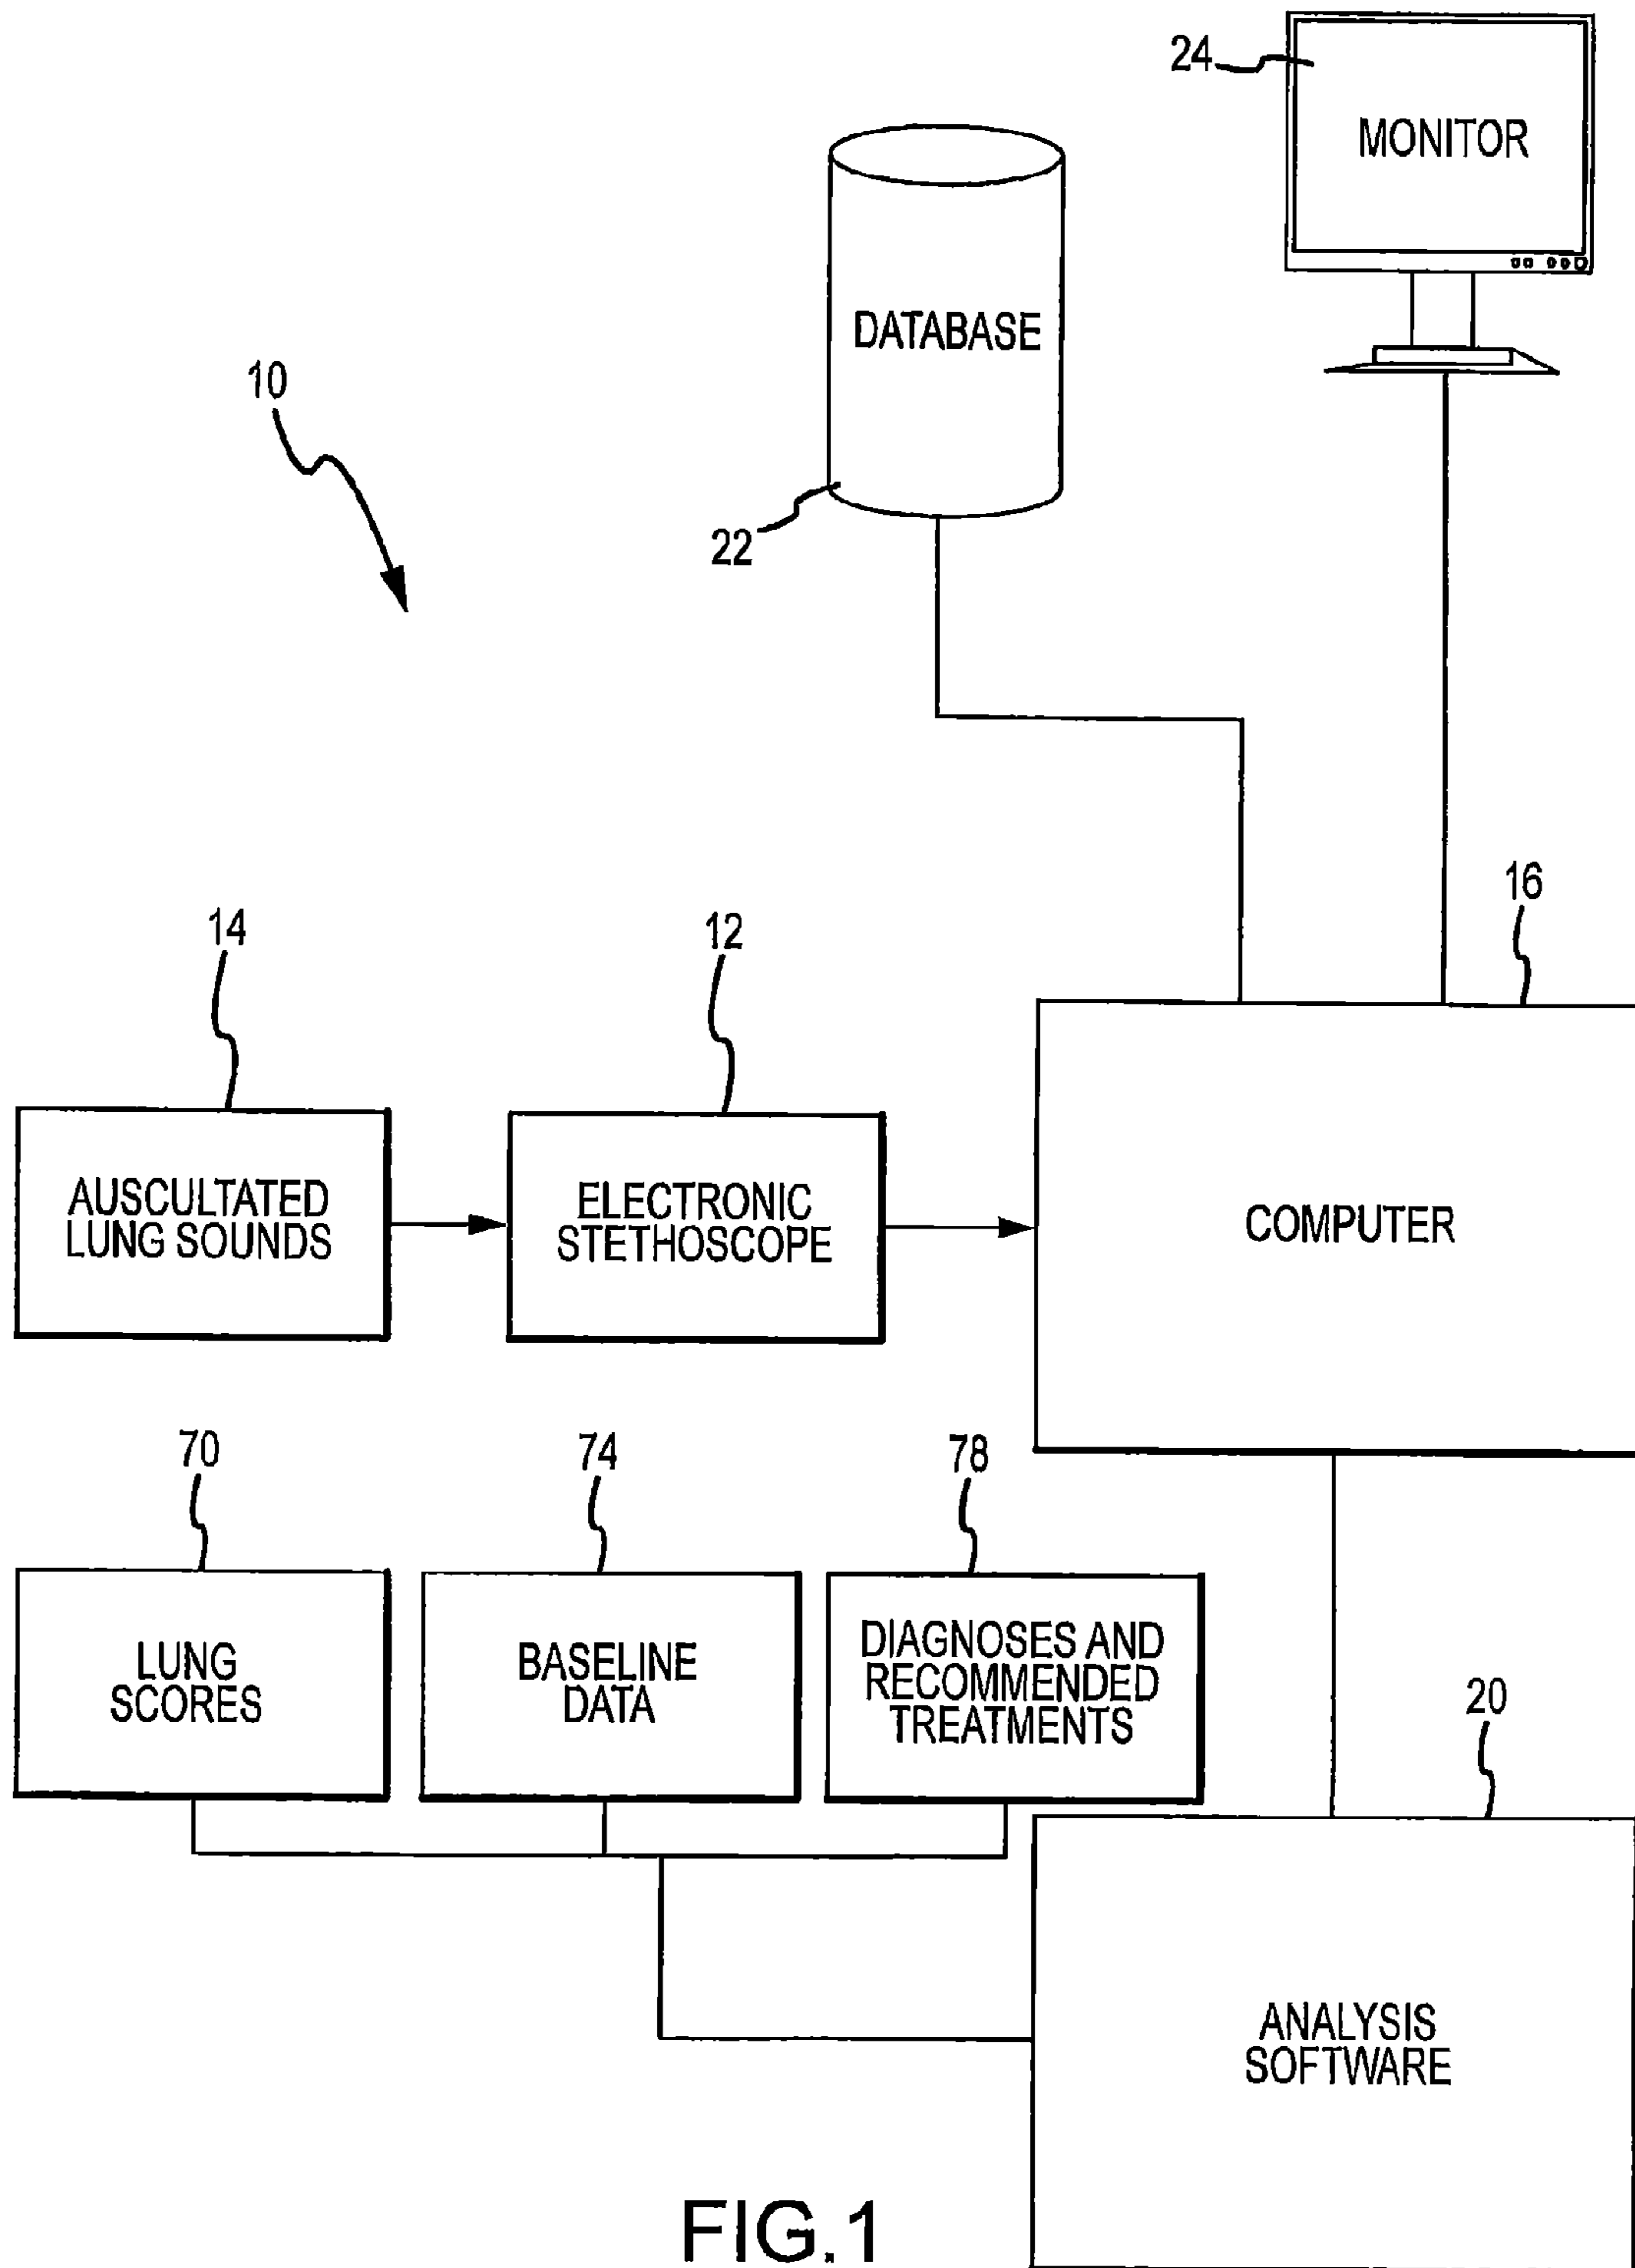 24
MONITOR
DATABASE
10
22
16
14
12
AUSCULTATED
LUNG SOUNDS
ELECTRONIC
STETHOSCOPE
COMPUTER
70
74
78
LUNG
SCORES
BASELINE
DATA
DIAGNOSES AND
RECOMMENDED
TREATMENTS
20
ANALYSIS
SOFTWARE
FIG.1